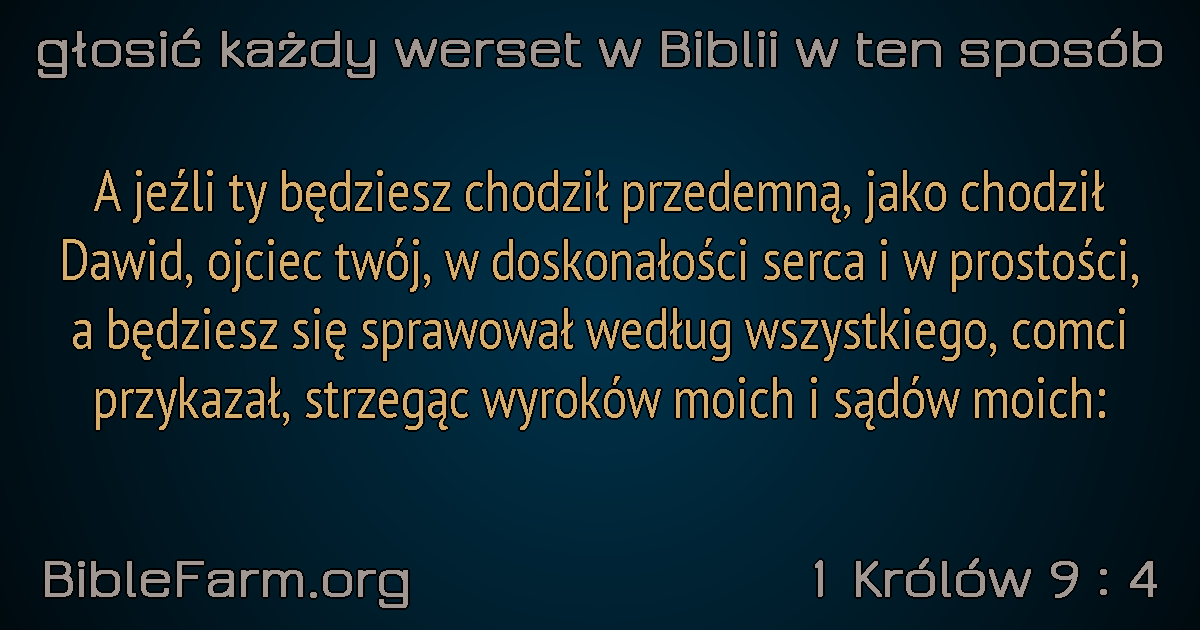 głosić każdy werset w Biblii w ten sposób
A jeźli ty będziesz chodził przedemną, jako chodził
Dawid, ojciec twój, w doskonałości serca i w prostości,
a będziesz się sprawował według wszystkiego, comci
przykazał, strzegąc wyroków moich i sądów moich:
BibleFarm.org
1 Królów 9 : 4